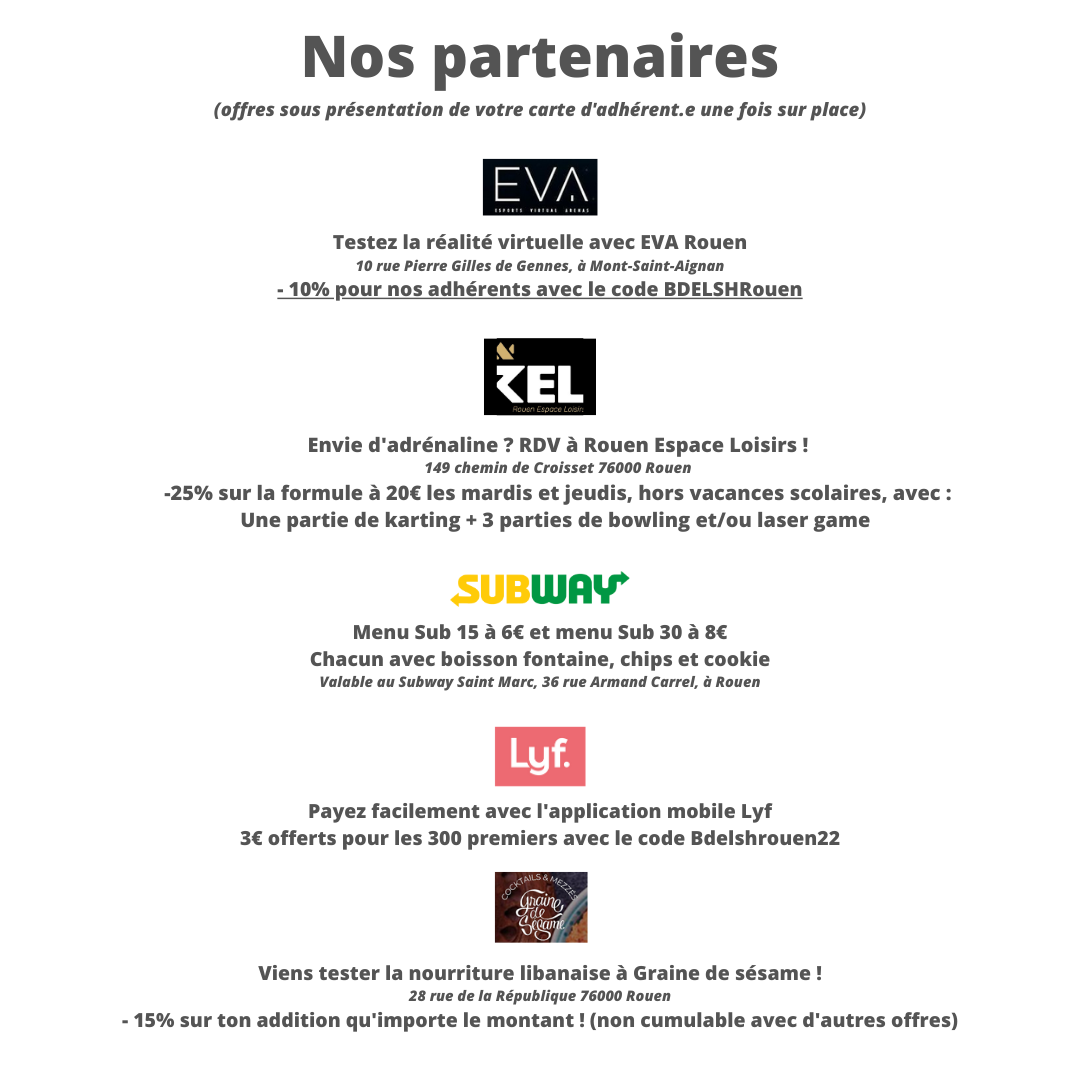 Nos partenaires
(offres sous présentation de votre carte d'adhérent.e une fois sur place)
EVA
ESPORTS VIRTUAL ARENAS
Testez la réalité virtuelle avec EVA Rouen
10 rue Pierre Gilles de Gennes, à Mont-Saint-Aignan
- 10% pour nos adhérents avec le code BDELSHRouen
REL
Rouen Espace Loisir
Envie d'adrénaline ? RDV à Rouen Espace Loisirs !
149 chemin de Croisset 76000 Rouen
-25% sur la formule à 20€ les mardis et jeudis, hors vacances scolaires, avec :
Une partie de karting + 3 parties de bowling et/ou laser game
SUBWAY
Menu Sub 15 à 6€ et menu Sub 30 à 8€
Chacun avec boisson fontaine, chips et cookie
Valable au Subway Saint Marc, 36 rue Armand Carrel, à Rouen
Lyf.
Payez facilement avec l'application mobile Lyf
3€ offerts pour les 300 premiers avec le code Bdelshrouen22
COCKTAILS & MEZZÉS
Graine
de
Sésame
Viens tester la nourriture libanaise à Graine de sésame !
28 rue de la République 76000 Rouen
- 15% sur ton addition qu'importe le montant ! (non cumulable avec d'autres offres)